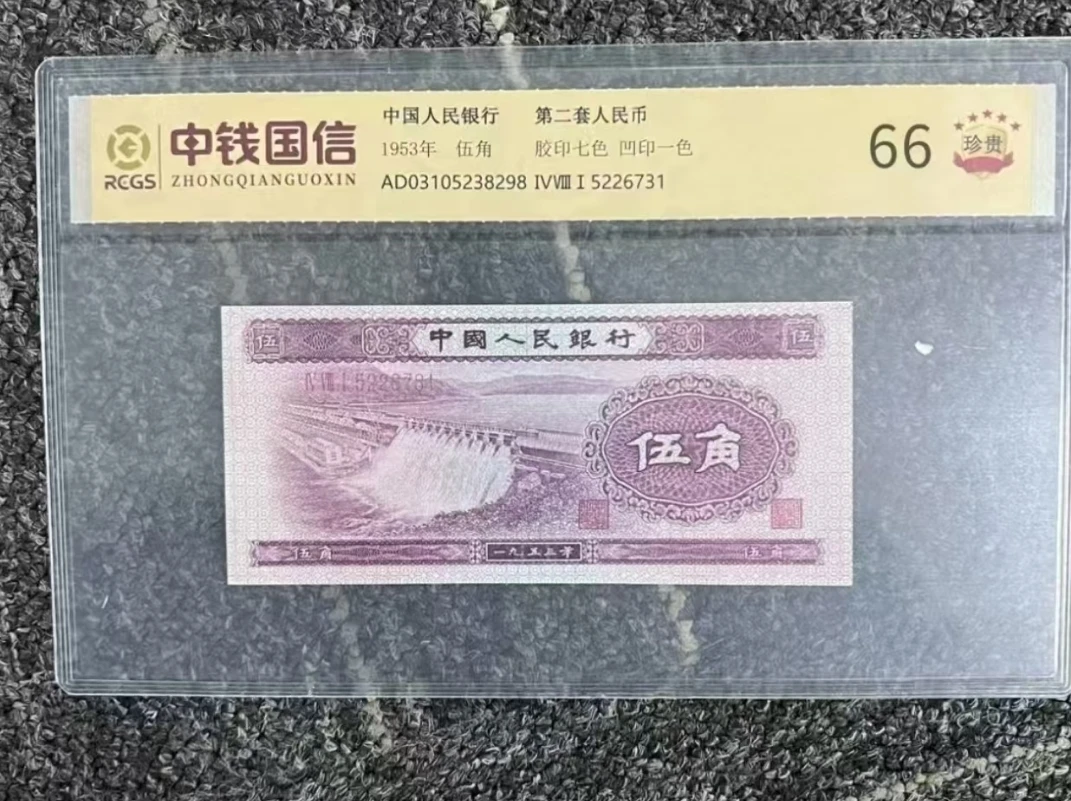 中国人民银行 第二套人民币
中钱国信
1953年 伍角 胶印七色 凹印一色
66
珍贵
RCGS ZHONGQIANGUOXIN
AD03105238298 ⅣⅧⅠ 5226731
伍 中國人民銀行 伍
ⅣⅧⅠ 5226731
伍角
伍角 一九五三年 伍角